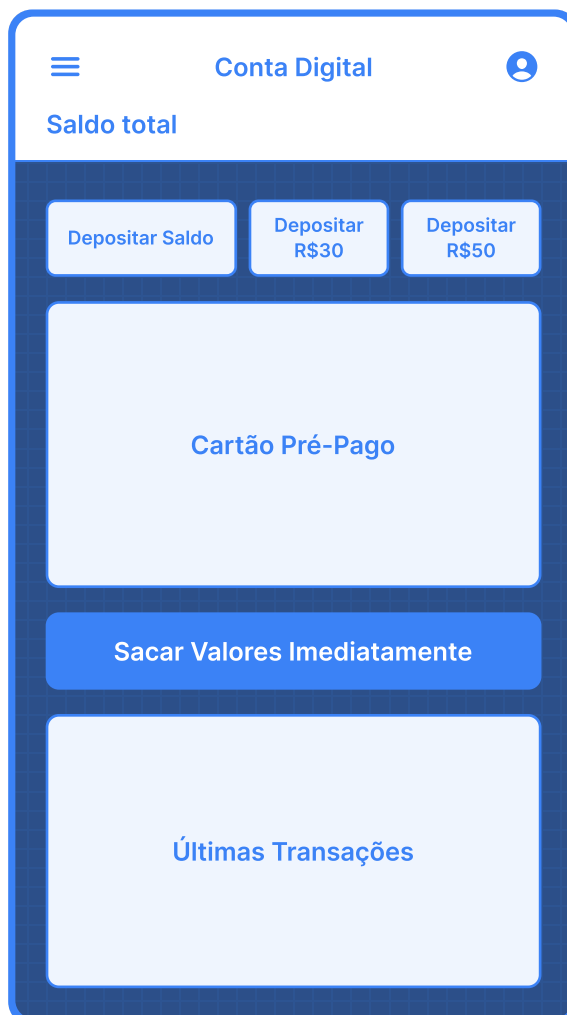 Conta Digital
Saldo total
Depositar Saldo
Depositar
R$30
Depositar
R$50
Cartão Pré-Pago
Sacar Valores Imediatamente
Últimas Transações